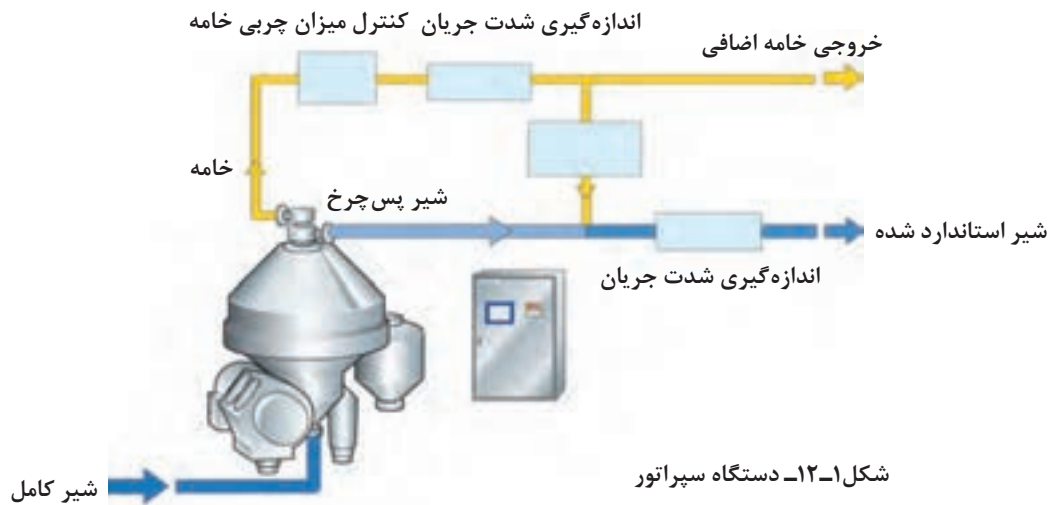 اندازه‌گیری شدت جریان
کنترل میزان چربی خامه
خروجی خامه اضافی
خامه
شیر پس‌چرخ
شیر استاندارد شده
اندازه‌گیری شدت جریان
شیر کامل
شکل۱ــ۱۲ــ دستگاه سپراتور